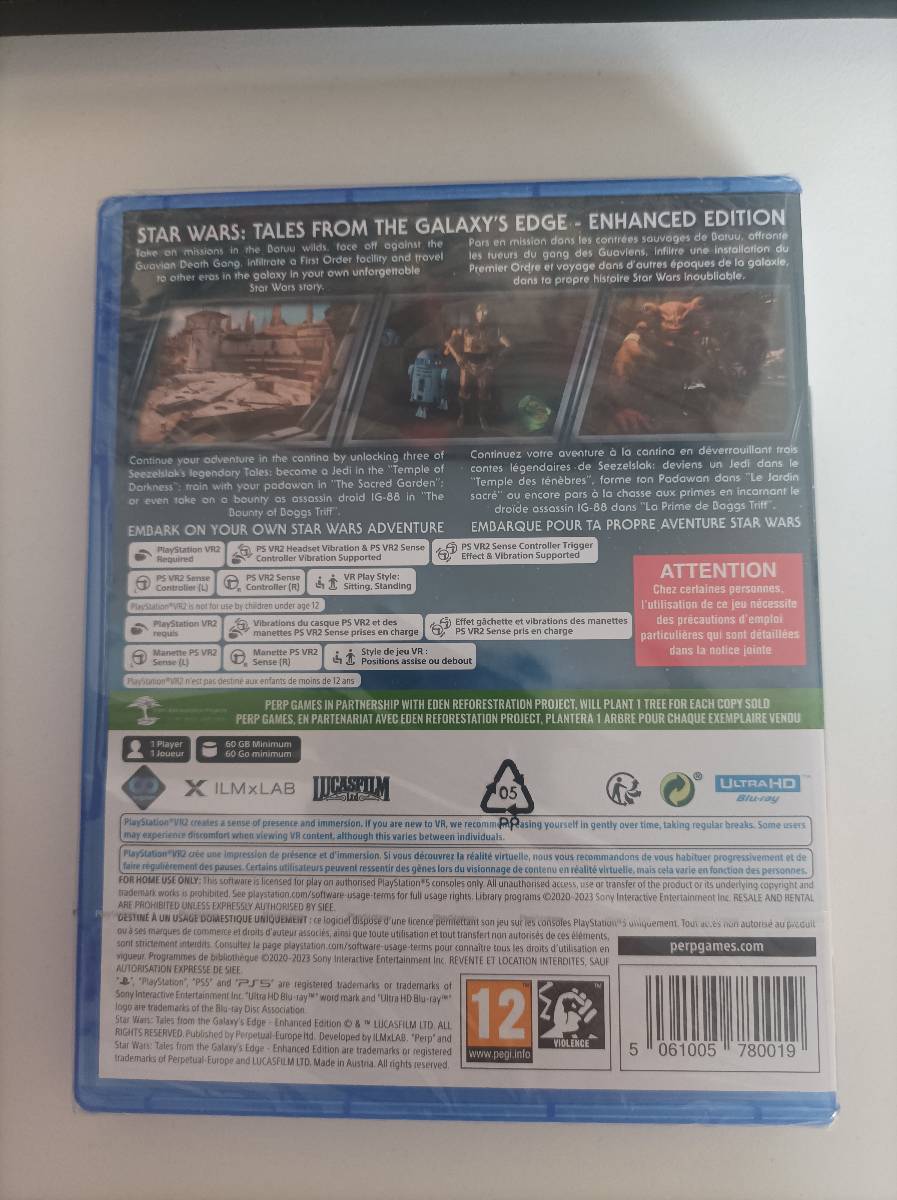 STAR WARS: TALES FROM THE GALAXY'S EDGE - ENHANCED EDITION
Take on missions in the Batuu wilds, face off against the
Guavian Death Gang, infiltrate a First Order facility and travel
to other eras in the galaxy in your own unforgettable
Star Wars story.
Pars en mission dans les contrées sauvages de Batuu, affronte
les tueurs du gang des Guaviens, infiltre une installation du
Premier Ordre et voyage dans d'autres époques de la galaxie,
dans ta propre histoire Star Wars inoubliable.
Continue your adventure in the cantina by unlocking three of
Seezelslak's legendary Tales: become a Jedi in the "Temple of
Darkness"; train with your padawan in "The Sacred Garden";
or even take on a bounty as assassin droid IG-88 in "The
Bounty of Boggs Triff".
EMBARK ON YOUR OWN STAR WARS ADVENTURE
Continuez votre aventure à la cantina en déverrouillant trois
contes légendaires de Seezelslak: deviens un Jedi dans le
"Temple des ténèbres", forme ton Padawan dans "Le Jardin
sacré" ou encore pars à la chasse aux primes en incarnant le
droïde assassin IG-88 dans "La Prime de Boggs Triff".
EMBARQUE POUR TA PROPRE AVENTURE STAR WARS
PlayStation VR2
Required
PS VR2 Headset Vibration & PS VR2 Sense
Controller Vibration Supported
PS VR2 Sense Controller Trigger
Effect & Vibration Supported
PS VR2 Sense
Controller (L)
PS VR2 Sense
Controller (R)
VR Play Style:
Sitting, Standing
PlayStation®VR2 is not for use by children under age 12
PlayStation VR2
requis
Vibrations du casque PS VR2 et des
manettes PS VR2 Sense prises en charge
Effet gâchette et vibrations des manettes
PS VR2 Sense pris en charge
Manette PS VR2
Sense (L)
Manette PS VR2
Sense (R)
Style de jeu VR :
Positions assise ou debout
PlayStation®VR2 n'est pas destiné aux enfants de moins de 12 ans
ATTENTION
Chez certaines personnes,
l'utilisation de ce jeu nécessite
des précautions d'emploi
particulières qui sont détaillées
dans la notice jointe
PERP GAMES IN PARTNERSHIP WITH EDEN REFORESTRATION PROJECT, WILL PLANT 1 TREE FOR EACH COPY SOLD
PERP GAMES, EN PARTENARIAT AVEC EDEN REFORESTATION PROJECT, PLANTERA 1 ARBRE POUR CHAQUE EXEMPLAIRE VENDU
1 Player
1 Joueur
60 GB Minimum
60 Go minimum
ILMxLAB
LUCASFILM
Ltd
05
PP
ULTRA HD
Blu-ray™
PlayStation®VR2 creates a sense of presence and immersion. If you are new to VR, we recommend easing yourself in gently over time, taking regular breaks. Some users
may experience discomfort when viewing VR content, although this varies between individuals.
PlayStation®VR2 crée une impression de présence et d'immersion. Si vous découvrez la réalité virtuelle, nous vous recommandons de vous habituer progressivement et de
faire régulièrement des pauses. Certains utilisateurs peuvent ressentir des gênes lors du visionnage de contenu en réalité virtuelle, mais cela varie en fonction des personnes.
FOR HOME USE ONLY: This software is licensed for play on authorised PlayStation®5 consoles only. All unauthorised access, use or transfer of the product or its underlying copyright and
trademark works is prohibited. See playstation.com/software-usage-terms for full usage rights. Library programs ©2020-2023 Sony Interactive Entertainment Inc. RESALE AND RENTAL
ARE PROHIBITED UNLESS EXPRESSLY AUTHORISED BY SIEE.
DESTINÉ À UN USAGE DOMESTIQUE UNIQUEMENT : ce logiciel dispose d'une licence permettant son jeu sur les consoles PlayStation®5 uniquement. Tout accès non autorisé au produit
ou à ses marques de commerce et droits d'auteur associés, ainsi que toute utilisation et tout transfert non autorisés de ces éléments,
sont strictement interdits. Consultez la page playstation.com/software-usage-terms pour connaître tous les droits d'utilisation en
vigueur. Programmes de bibliothèque ©2020-2023 Sony Interactive Entertainment Inc. REVENTE ET LOCATION INTERDITES, SAUF
AUTORISATION EXPRESSE DE SIEE.
perpgames.com
"", "PlayStation", "PS5" and "PS5" are registered trademarks or trademarks of
Sony Interactive Entertainment Inc. "Ultra HD Blu-ray™" word mark and "Ultra HD Blu-ray™"
logo are trademarks of the Blu-ray Disc Association.
Star Wars: Tales from the Galaxy's Edge - Enhanced Edition © & ™ LUCASFILM LTD. ALL
RIGHTS RESERVED. Published by Perpetual-Europe ltd. Developed by ILMxLAB. "Perp" and
Star Wars: Tales from the Galaxy's Edge - Enhanced Edition are trademarks or registered
trademarks of Perpetual-Europe and LUCASFILM LTD. Made in Austria. All rights reserved.
12
www.pegi.info
VIOLENCE
5 061005 780019